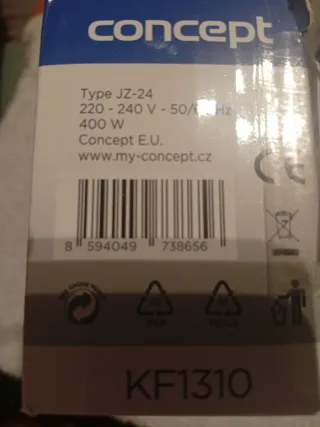 concept
Type JZ-24
220 - 240 V - 50/60 Hz
400 W
Concept E.U.
www.my-concept.cz
CE
8 594049 738656
KF1310